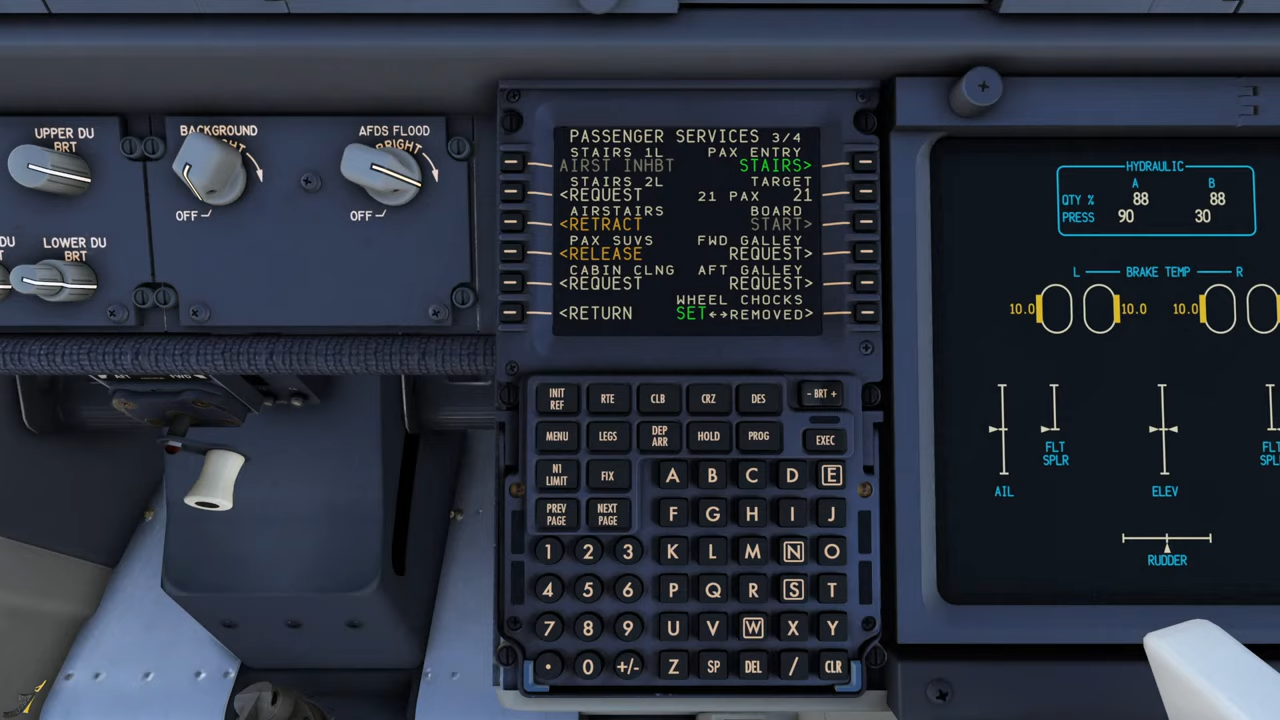 UPPER DU
BRT
BACKGROUND
OFF
AFDS FLOOD
BRIGHT
OFF
DU
LOWER DU
BRT
PASSENGER SERVICES 3/4
STAIRS 1L PAX ENTRY
AIRST INHBT STAIRS>
STAIRS 2L TARGET
<REQUEST 21 PAX 21
AIRSTAIRS BOARD
<RETRACT START>
PAX SUVS FWD GALLEY
<RELEASE REQUEST>
CABIN CLNG AFT GALLEY
<REQUEST REQUEST>
WHEEL CHOCKS
<RETURN SET←→REMOVED>
INIT REF RTE CLB CRZ DES - BRT +
MENU LEGS DEP ARR HOLD PROG EXEC
N1 LIMIT FIX A B C D E
PREV PAGE NEXT PAGE F G H I J
1 2 3 K L M N O
4 5 6 P Q R S T
7 8 9 U V W X Y
. 0 +/- Z SP DEL / CLR
HYDRAULIC
A B
QTY % 88 88
PRESS 90 30
L BRAKE TEMP R
10.0 10.0 10.0
FLT
SPLR
AIL
ELEV
RUDDER